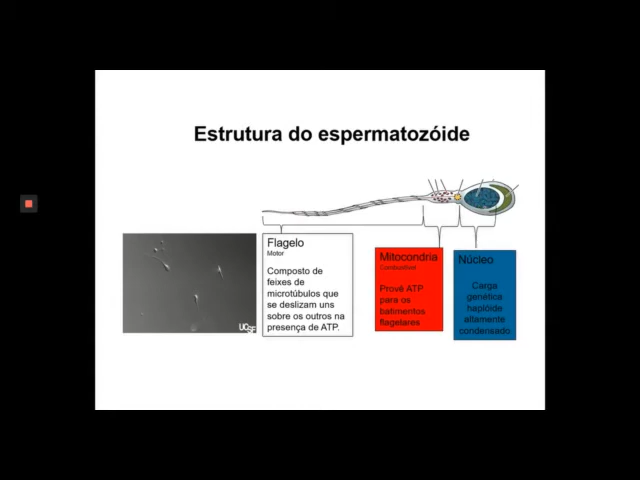 Estrutura do espermatozóide
Flagelo
Motor
Composto de
feixes de
microtúbulos que
se deslizam uns
sobre os outros na
presença de ATP.
Mitocondria
Combustível
Provê ATP
para os
batimentos
flagelares
Núcleo
Carga
genética
haplóide
altamente
condensado
UCSF